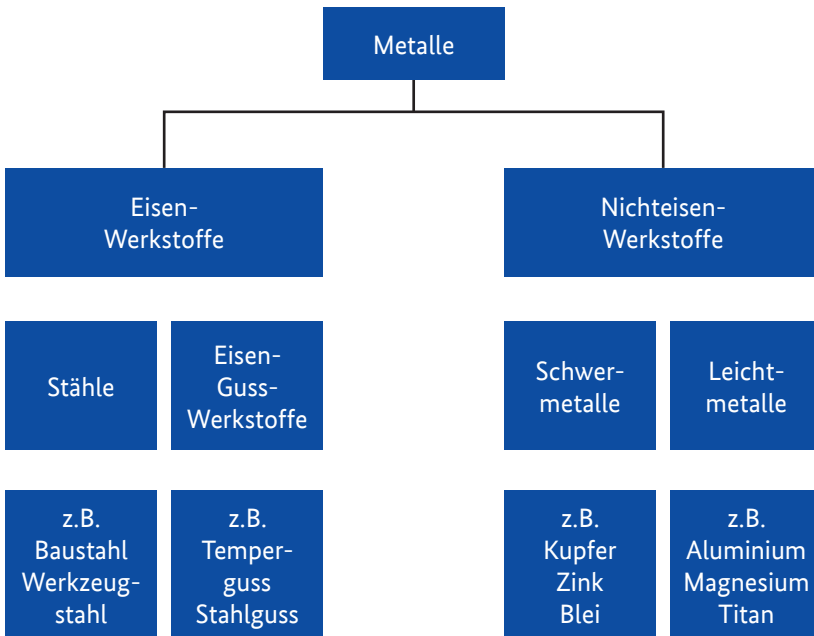 Metalle
Eisen-
Werkstoffe
Nichteisen-
Werkstoffe
Stähle
Eisen-
Guss-
Werkstoffe
Schwer-
metalle
Leicht-
metalle
z.B.
Baustahl
Werkzeug-
stahl
z.B.
Temper-
guss
Stahlguss
z.B.
Kupfer
Zink
Blei
z.B.
Aluminium
Magnesium
Titan